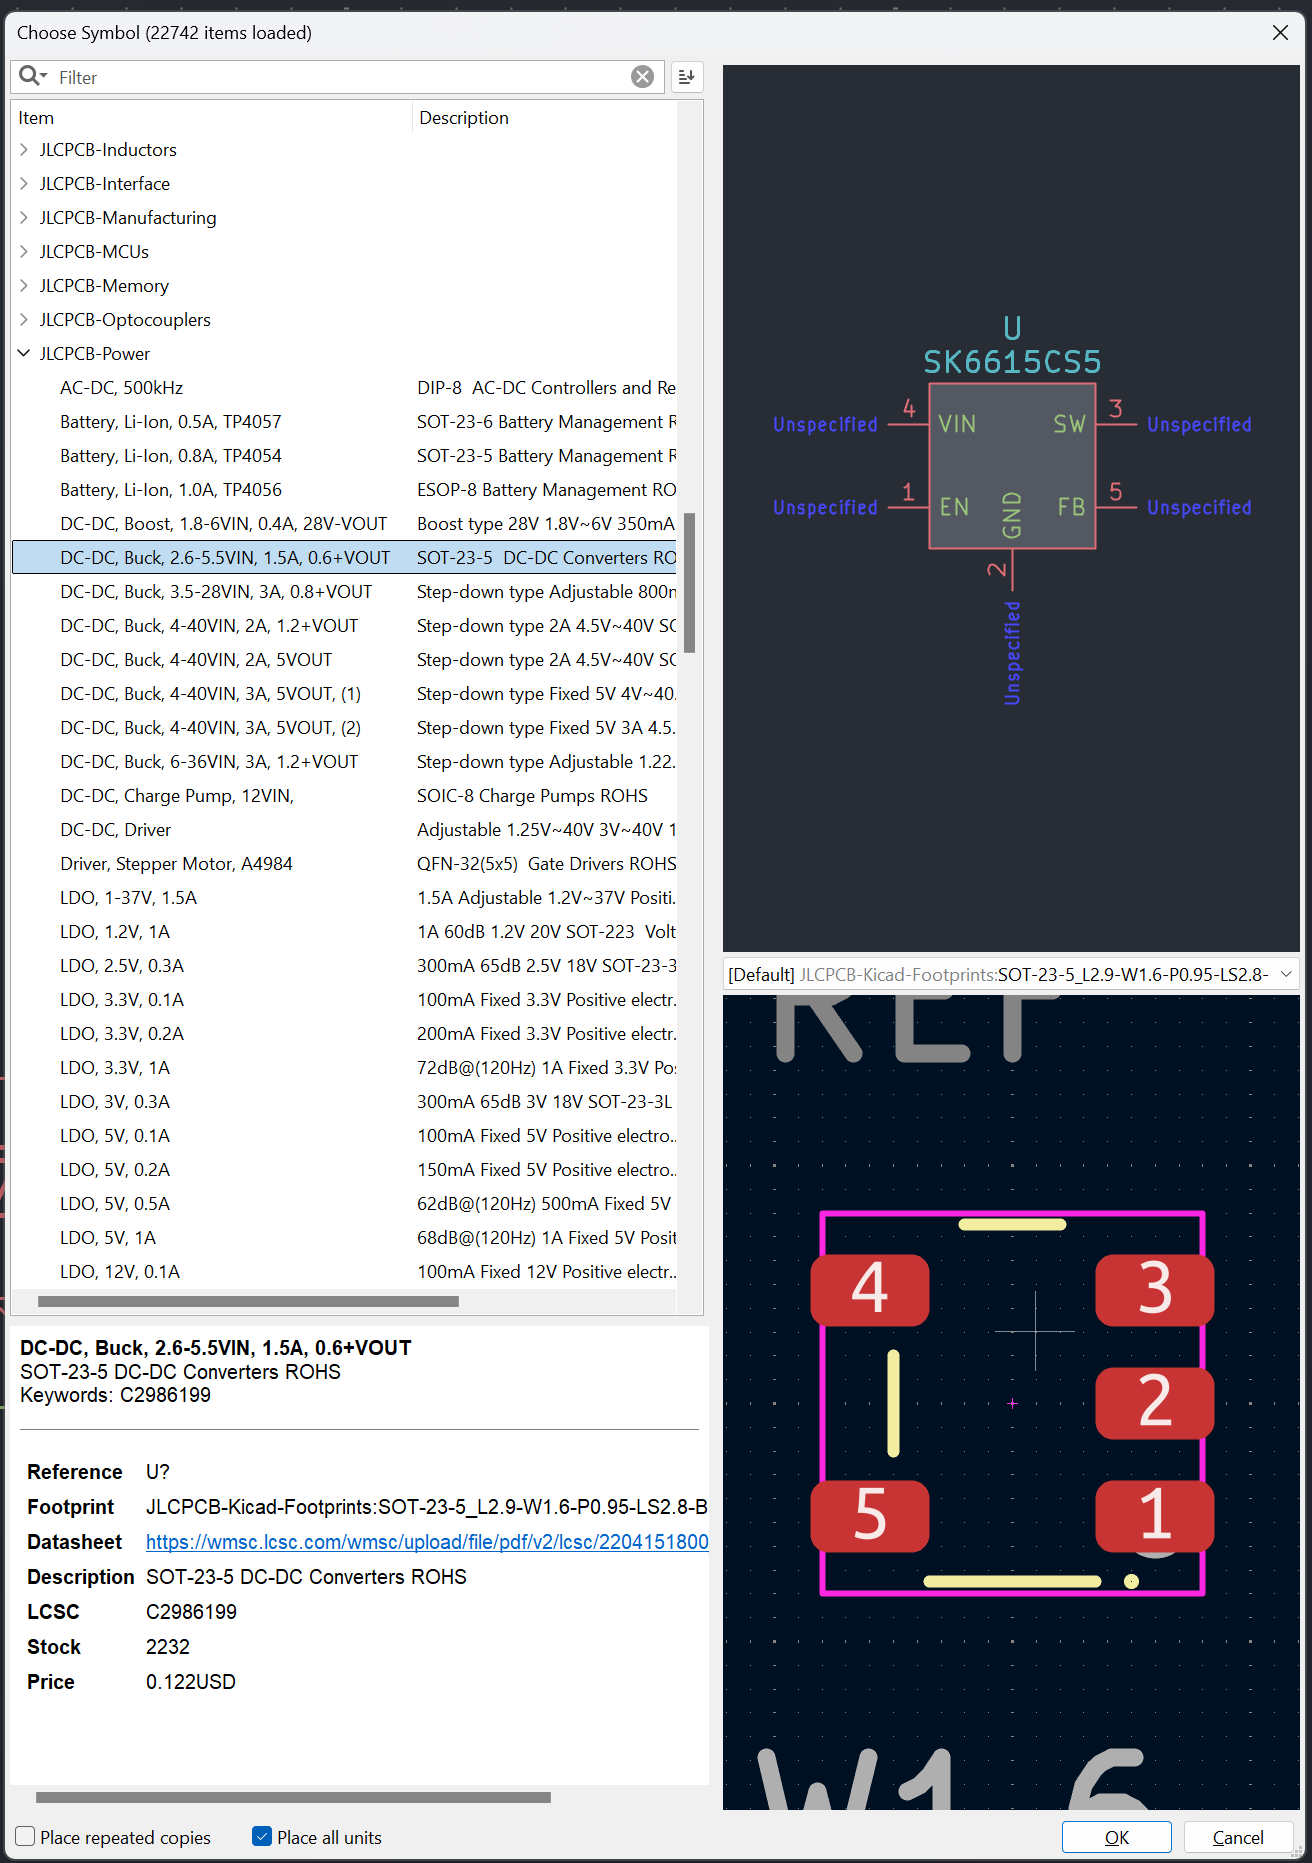 Choose Symbol (22742 items loaded)
Filter
Item Description
JLCPCB-Inductors
JLCPCB-Interface
JLCPCB-Manufacturing
JLCPCB-MCUs
JLCPCB-Memory
JLCPCB-Optocouplers
JLCPCB-Power
AC-DC, 500kHz DIP-8 AC-DC Controllers and Re
Battery, Li-Ion, 0.5A, TP4057 SOT-23-6 Battery Management R
Battery, Li-Ion, 0.8A, TP4054 SOT-23-5 Battery Management R
Battery, Li-Ion, 1.0A, TP4056 ESOP-8 Battery Management RO
DC-DC, Boost, 1.8-6VIN, 0.4A, 28V-VOUT Boost type 28V 1.8V~6V 350mA
DC-DC, Buck, 2.6-5.5VIN, 1.5A, 0.6+VOUT SOT-23-5 DC-DC Converters RO
DC-DC, Buck, 3.5-28VIN, 3A, 0.8+VOUT Step-down type Adjustable 800m
DC-DC, Buck, 4-40VIN, 2A, 1.2+VOUT Step-down type 2A 4.5V~40V SO
DC-DC, Buck, 4-40VIN, 2A, 5VOUT Step-down type 2A 4.5V~40V SO
DC-DC, Buck, 4-40VIN, 3A, 5VOUT, (1) Step-down type Fixed 5V 4V~40...
DC-DC, Buck, 4-40VIN, 3A, 5VOUT, (2) Step-down type Fixed 5V 3A 4.5...
DC-DC, Buck, 6-36VIN, 3A, 1.2+VOUT Step-down type Adjustable 1.22...
DC-DC, Charge Pump, 12VIN, SOIC-8 Charge Pumps ROHS
DC-DC, Driver Adjustable 1.25V~40V 3V~40V 1
Driver, Stepper Motor, A4984 QFN-32(5x5) Gate Drivers ROHS
LDO, 1-37V, 1.5A 1.5A Adjustable 1.2V~37V Positi...
LDO, 1.2V, 1A 1A 60dB 1.2V 20V SOT-223 Volt
LDO, 2.5V, 0.3A 300mA 65dB 2.5V 18V SOT-23-3
LDO, 3.3V, 0.1A 100mA Fixed 3.3V Positive electr...
LDO, 3.3V, 0.2A 200mA Fixed 3.3V Positive electr...
LDO, 3.3V, 1A 72dB@(120Hz) 1A Fixed 3.3V Pos
LDO, 3V, 0.3A 300mA 65dB 3V 18V SOT-23-3L
LDO, 5V, 0.1A 100mA Fixed 5V Positive electro...
LDO, 5V, 0.2A 150mA Fixed 5V Positive electro...
LDO, 5V, 0.5A 62dB@(120Hz) 500mA Fixed 5V
LDO, 5V, 1A 68dB@(120Hz) 1A Fixed 5V Posit
LDO, 12V, 0.1A 100mA Fixed 12V Positive electr...
DC-DC, Buck, 2.6-5.5VIN, 1.5A, 0.6+VOUT
SOT-23-5 DC-DC Converters ROHS
Keywords: C2986199
Reference U?
Footprint JLCPCB-Kicad-Footprints:SOT-23-5_L2.9-W1.6-P0.95-LS2.8-B
Datasheet https://wmsc.lcsc.com/wmsc/upload/file/pdf/v2/lcsc/2204151800
Description SOT-23-5 DC-DC Converters ROHS
LCSC C2986199
Stock 2232
Price 0.122USD
Place repeated copies Place all units
U
SK6615CS5
Unspecified 4 VIN SW 3 Unspecified
Unspecified 1 EN GND FB 5 Unspecified
2
Unspecified
[Default] JLCPCB-Kicad-Footprints:SOT-23-5_L2.9-W1.6-P0.95-LS2.8-
REF
4 3
2
5 1
W1.6
OK Cancel